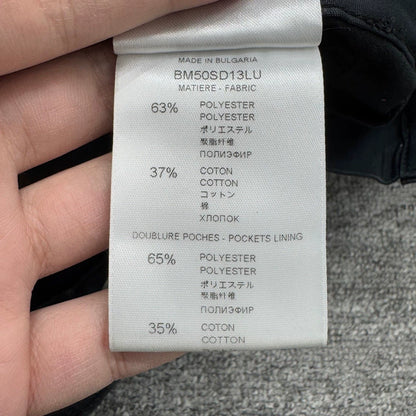 MADE IN BULGARIA
BM50SD13LU
MATIERE - FABRIC
63% POLYESTER
POLYESTER
ポリエステル
聚脂纤维
ПОЛИЭФИР
37% COTON
COTTON
コットン
棉
ХЛОПОК
DOUBLURE POCHES - POCKETS LINING
65% POLYESTER
POLYESTER
ポリエステル
聚脂纤维
ПОЛИЭФИР
35% COTON
COTTON